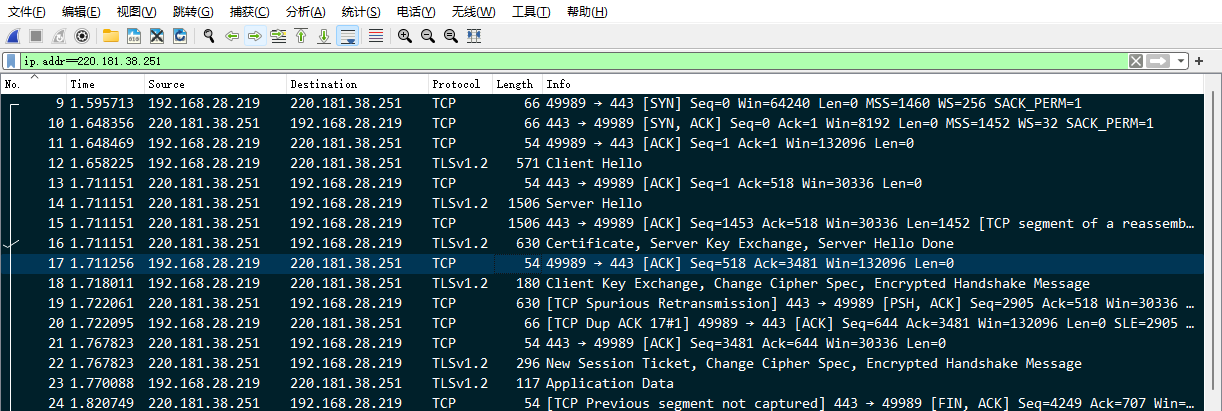 文件(F) 编辑(E) 视图(V) 跳转(G) 捕获(C) 分析(A) 统计(S) 电话(Y) 无线(W) 工具(T) 帮助(H)
ip.addr==220.181.38.251
No. Time Source Destination Protocol Length Info
9 1.595713 192.168.28.219 220.181.38.251 TCP 66 49989 → 443 [SYN] Seq=0 Win=64240 Len=0 MSS=1460 WS=256 SACK_PERM=1
10 1.648356 220.181.38.251 192.168.28.219 TCP 66 443 → 49989 [SYN, ACK] Seq=0 Ack=1 Win=8192 Len=0 MSS=1452 WS=32 SACK_PERM=1
11 1.648469 192.168.28.219 220.181.38.251 TCP 54 49989 → 443 [ACK] Seq=1 Ack=1 Win=132096 Len=0
12 1.658225 192.168.28.219 220.181.38.251 TLSv1.2 571 Client Hello
13 1.711151 220.181.38.251 192.168.28.219 TCP 54 443 → 49989 [ACK] Seq=1 Ack=518 Win=30336 Len=0
14 1.711151 220.181.38.251 192.168.28.219 TLSv1.2 1506 Server Hello
15 1.711151 220.181.38.251 192.168.28.219 TCP 1506 443 → 49989 [ACK] Seq=1453 Ack=518 Win=30336 Len=1452 [TCP segment of a reassemb…
16 1.711151 220.181.38.251 192.168.28.219 TLSv1.2 630 Certificate, Server Key Exchange, Server Hello Done
17 1.711256 192.168.28.219 220.181.38.251 TCP 54 49989 → 443 [ACK] Seq=518 Ack=3481 Win=132096 Len=0
18 1.718011 192.168.28.219 220.181.38.251 TLSv1.2 180 Client Key Exchange, Change Cipher Spec, Encrypted Handshake Message
19 1.722061 220.181.38.251 192.168.28.219 TCP 630 [TCP Spurious Retransmission] 443 → 49989 [PSH, ACK] Seq=2905 Ack=518 Win=30336 …
20 1.722095 192.168.28.219 220.181.38.251 TCP 66 [TCP Dup ACK 17#1] 49989 → 443 [ACK] Seq=644 Ack=3481 Win=132096 Len=0 SLE=2905 …
21 1.767823 220.181.38.251 192.168.28.219 TCP 54 443 → 49989 [ACK] Seq=3481 Ack=644 Win=30336 Len=0
22 1.767823 220.181.38.251 192.168.28.219 TLSv1.2 296 New Session Ticket, Change Cipher Spec, Encrypted Handshake Message
23 1.770088 192.168.28.219 220.181.38.251 TLSv1.2 117 Application Data
24 1.820749 220.181.38.251 192.168.28.219 TCP 54 [TCP Previous segment not captured] 443 → 49989 [FIN, ACK] Seq=4249 Ack=707 Win=…